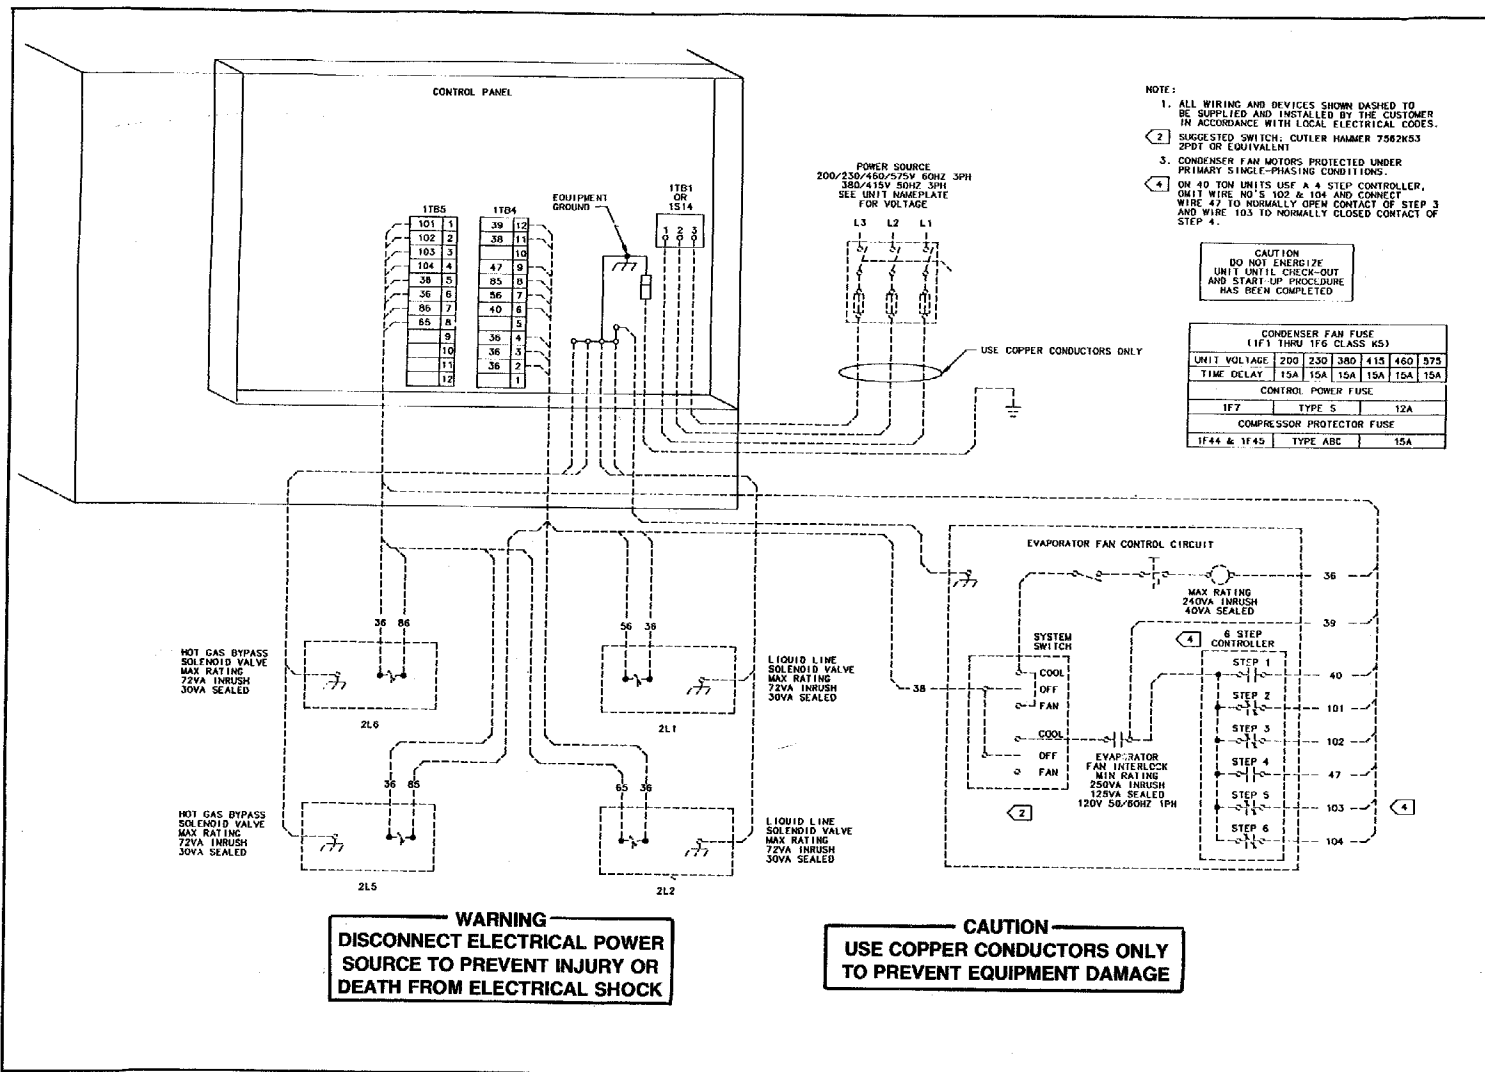 CONTROL PANEL
NOTE:
1. ALL WIRING AND DEVICES SHOWN DASHED TO
BE SUPPLIED AND INSTALLED BY THE CUSTOMER
IN ACCORDANCE WITH LOCAL ELECTRICAL CODES.
2 SUGGESTED SWITCH: CUTLER HAMMER 7562K53
2PDT OR EQUIVALENT
3. CONDENSER FAN MOTORS PROTECTED UNDER
PRIMARY SINGLE-PHASING CONDITIONS.
4 ON 40 TON UNITS USE A 4 STEP CONTROLLER,
OMIT WIRE NO'S 102 & 104 AND CONNECT
WIRE 47 TO NORMALLY OPEN CONTACT OF STEP 3
AND WIRE 103 TO NORMALLY CLOSED CONTACT OF
STEP 4.
CAUTION
DO NOT ENERGIZE
UNIT UNTIL CHECK-OUT
AND START-UP PROCEDURE
HAS BEEN COMPLETED
CONDENSER FAN FUSE
(1F1 THRU 1F6 CLASS K5)
UNIT VOLTAGE 200 230 380 415 460 575
TIME DELAY 15A 15A 15A 15A 15A 15A
CONTROL POWER FUSE
1F7 TYPE S 12A
COMPRESSOR PROTECTOR FUSE
1F44 & 1F45 TYPE ABC 15A
POWER SOURCE
200/230/460/575V 60HZ 3PH
380/415V 50HZ 3PH
SEE UNIT NAMEPLATE
FOR VOLTAGE
L3 L2 L1
USE COPPER CONDUCTORS ONLY
EQUIPMENT
GROUND
1TB1
OR
1S14
1 2 3
1TB5
101 1
102 2
103 3
104 4
36 5
36 6
86 7
65 8
9
10
11
12
1TB4
39 12
38 11
10
47 9
85 8
56 7
40 6
5
36 4
36 3
36 2
1
36 86
HOT GAS BYPASS
SOLENOID VALVE
MAX RATING
72VA INRUSH
30VA SEALED
2L6
56 36
LIQUID LINE
SOLENOID VALVE
MAX RATING
72VA INRUSH
30VA SEALED
2L1
36 85
HOT GAS BYPASS
SOLENOID VALVE
MAX RATING
72VA INRUSH
30VA SEALED
2L5
65 36
LIQUID LINE
SOLENOID VALVE
MAX RATING
72VA INRUSH
30VA SEALED
2L2
EVAPORATOR FAN CONTROL CIRCUIT
MAX RATING
240VA INRUSH
40VA SEALED
36
39
SYSTEM
SWITCH
COOL
OFF
FAN
COOL
OFF
FAN
38
2
EVAPORATOR
FAN INTERLOCK
MIN RATING
250VA INRUSH
125VA SEALED
120V 50/60HZ 1PH
4
6 STEP
CONTROLLER
STEP 1
40
STEP 2
101
STEP 3
102
STEP 4
47
STEP 5
103
4
STEP 6
104
WARNING
DISCONNECT ELECTRICAL POWER
SOURCE TO PREVENT INJURY OR
DEATH FROM ELECTRICAL SHOCK
CAUTION
USE COPPER CONDUCTORS ONLY
TO PREVENT EQUIPMENT DAMAGE